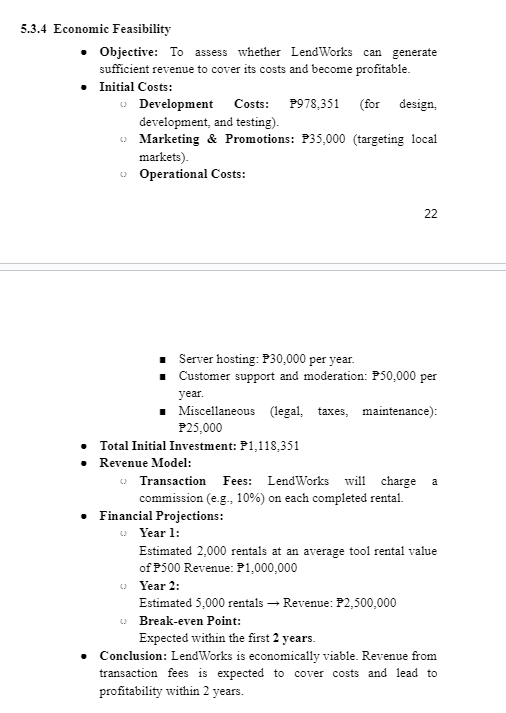 5.3.4 Economic Feasibility
• Objective: To assess whether LendWorks can generate
sufficient revenue to cover its costs and become profitable.
• Initial Costs:
○ Development Costs: ₱978,351 (for design,
development, and testing).
○ Marketing & Promotions: ₱35,000 (targeting local
markets).
○ Operational Costs:
22
■ Server hosting: ₱30,000 per year.
■ Customer support and moderation: ₱50,000 per
year.
■ Miscellaneous (legal, taxes, maintenance):
₱25,000
• Total Initial Investment: ₱1,118,351
• Revenue Model:
○ Transaction Fees: LendWorks will charge a
commission (e.g., 10%) on each completed rental.
• Financial Projections:
○ Year 1:
Estimated 2,000 rentals at an average tool rental value
of ₱500 Revenue: ₱1,000,000
○ Year 2:
Estimated 5,000 rentals → Revenue: ₱2,500,000
○ Break-even Point:
Expected within the first 2 years.
• Conclusion: LendWorks is economically viable. Revenue from
transaction fees is expected to cover costs and lead to
profitability within 2 years.